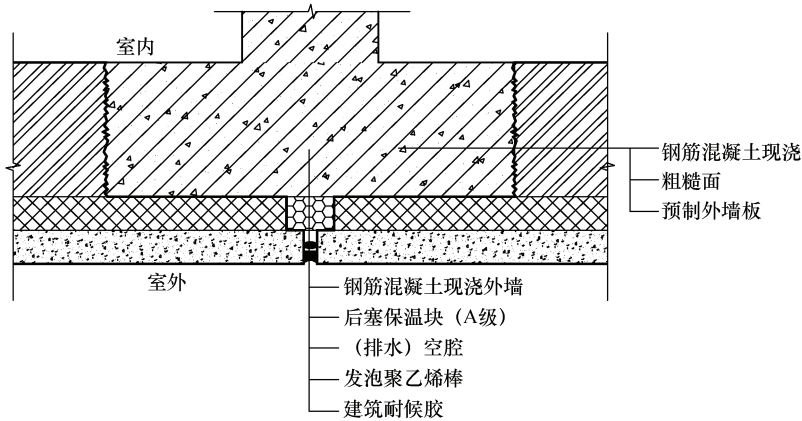 室内
钢筋混凝土现浇
粗糙面
预制外墙板
室外
钢筋混凝土现浇外墙
后塞保温块（A级）
（排水）空腔
发泡聚乙烯棒
建筑耐候胶